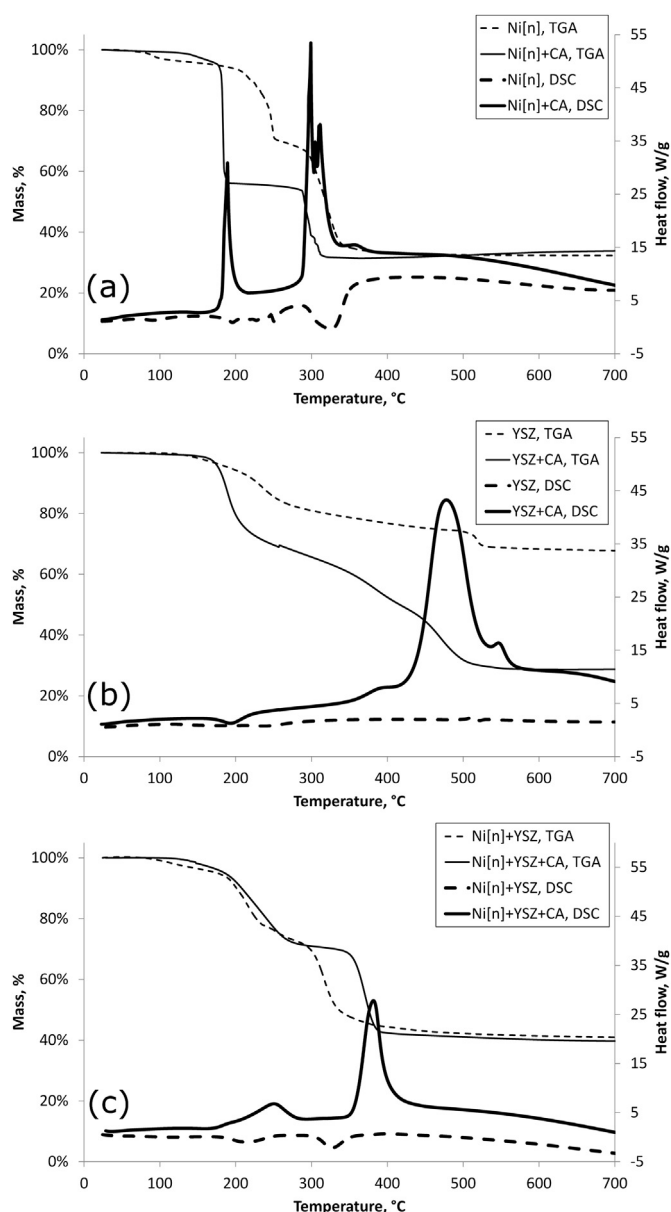 (a)
Mass, %
100%
80%
60%
40%
20%
0%
0
100
200
300
400
500
600
700
Temperature, °C
55
45
35
25
15
5
-5
Heat flow, W/g
Ni[n], TGA
Ni[n]+CA, TGA
Ni[n], DSC
Ni[n]+CA, DSC
(b)
Mass, %
100%
80%
60%
40%
20%
0%
0
100
200
300
400
500
600
700
Temperature, °C
55
45
35
25
15
5
-5
Heat flow, W/g
YSZ, TGA
YSZ+CA, TGA
YSZ, DSC
YSZ+CA, DSC
(c)
Mass, %
100%
80%
60%
40%
20%
0%
0
100
200
300
400
500
600
700
Temperature, °C
55
45
35
25
15
5
-5
Heat flow, W/g
Ni[n]+YSZ, TGA
Ni[n]+YSZ+CA, TGA
Ni[n]+YSZ, DSC
Ni[n]+YSZ+CA, DSC